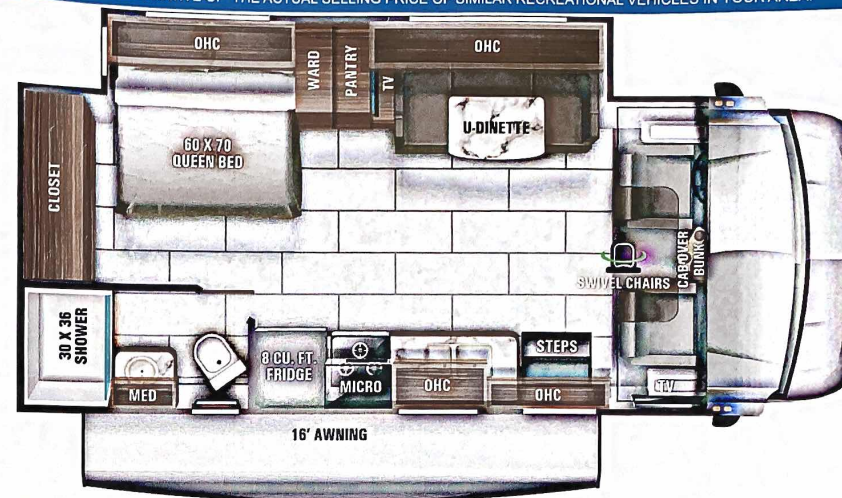 THE ACTUAL SELLING PRICE OF SIMILAR RECREATIONAL VEHICLES IN YOUR AREA.
OHC
WARD
PANTRY
TV
OHC
U-DINETTE
60 X 70
QUEEN BED
CLOSET
CAB OVER
BUNK
SWIVEL CHAIRS
30 X 36
SHOWER
MED
8 CU. FT.
FRIDGE
MICRO
OHC
STEPS
OHC
TV
16' AWNING